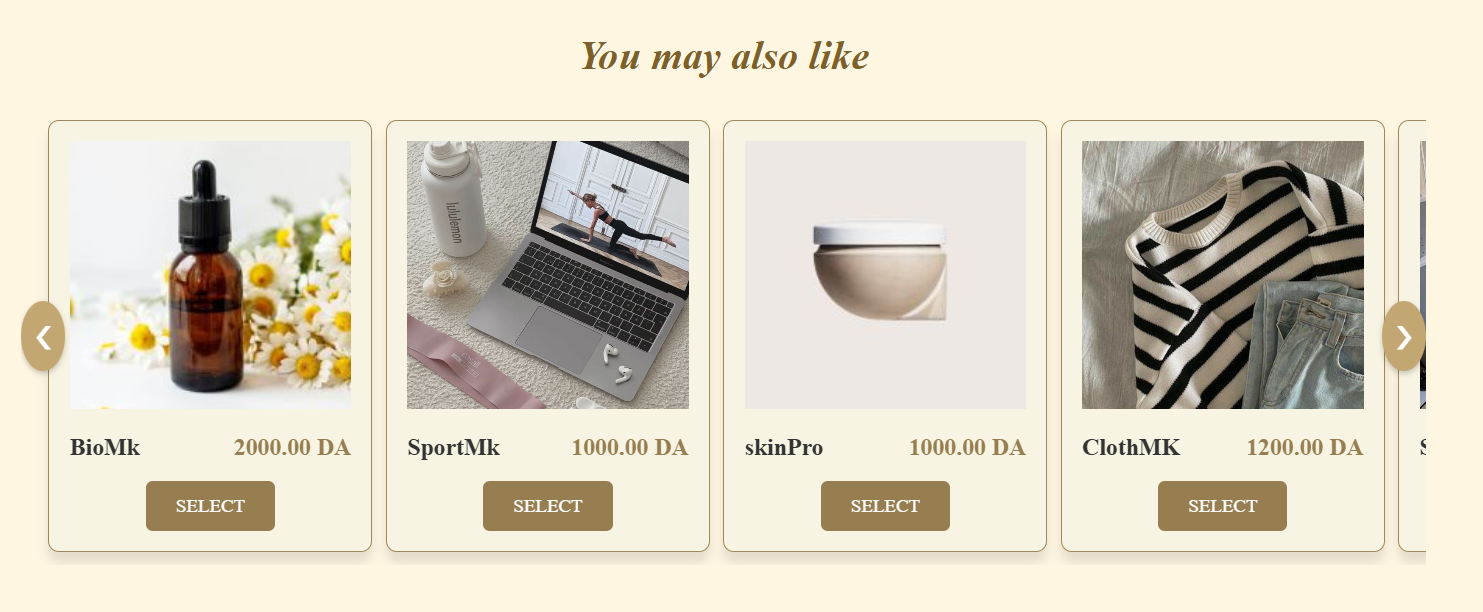 You may also like
lululemon
❮
❯
BioMk 2000.00 DA
SportMk 1000.00 DA
skinPro 1000.00 DA
ClothMK 1200.00 DA
SELECT
SELECT
SELECT
SELECT